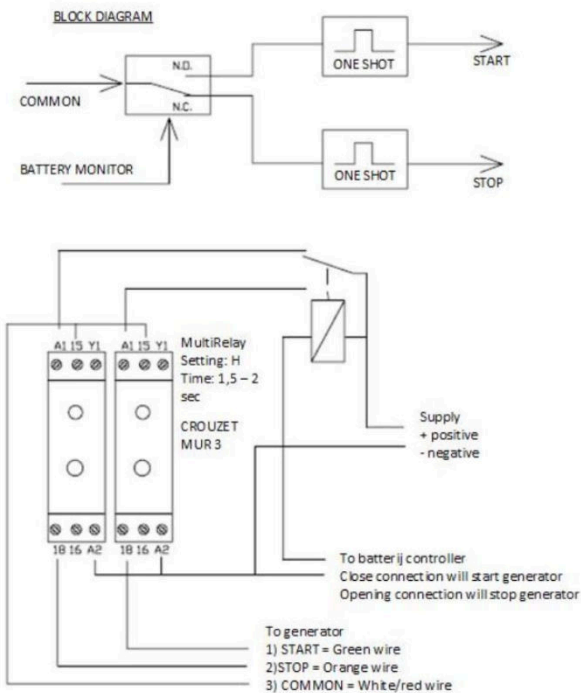 BLOCK DIAGRAM
N.O.
ONE SHOT
START
COMMON
N.C.
BATTERY MONITOR
ONE SHOT
STOP
A1 15 Y1
A1 15 Y1
MultiRelay
Setting: H
Time: 1,5 – 2
sec
CROUZET
MUR 3
Supply
+ positive
- negative
18 16 A2
18 16 A2
To batterij controller
Close connection will start generator
Opening connection will stop generator
To generator
1) START = Green wire
2)STOP = Orange wire
3) COMMON = White/red wire